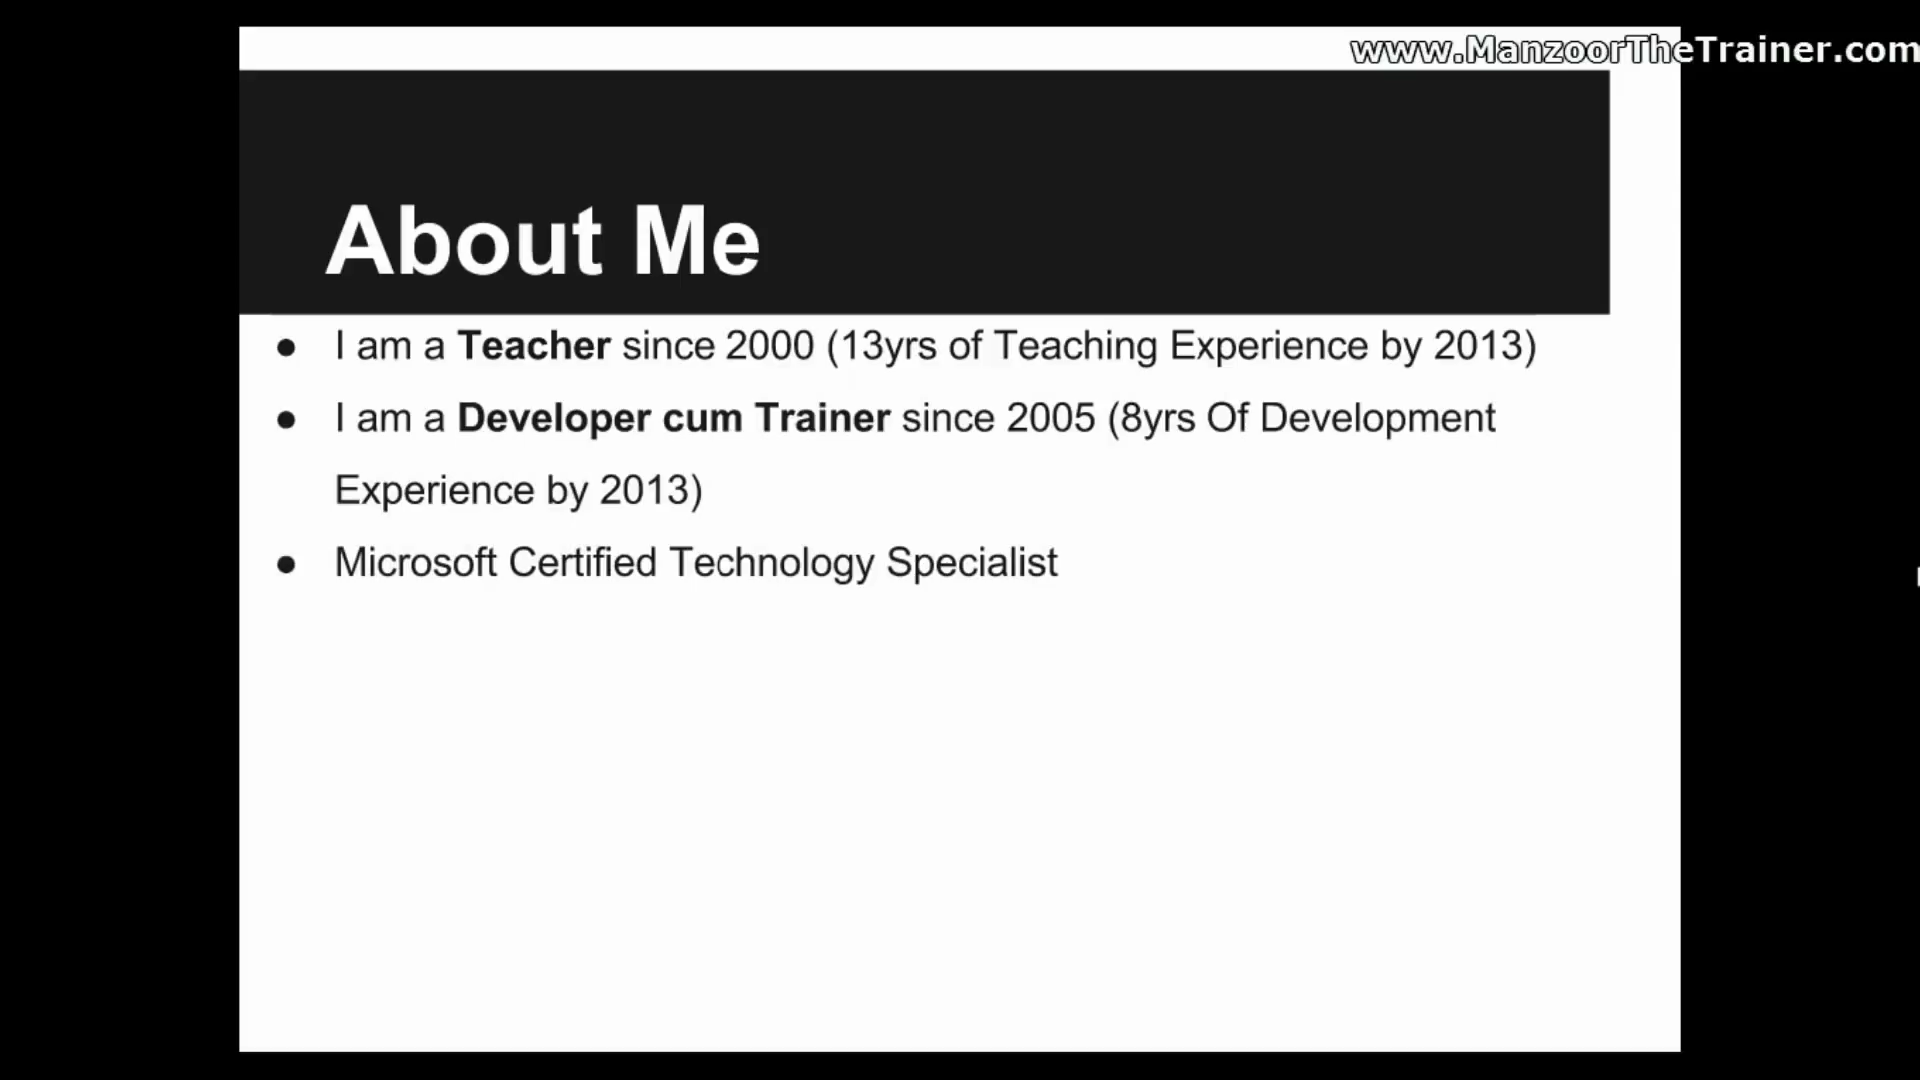 www.ManzoorTheTrainer.com
About Me
● I am a Teacher since 2000 (13yrs of Teaching Experience by 2013)
● I am a Developer cum Trainer since 2005 (8yrs Of Development
Experience by 2013)
● Microsoft Certified Technology Specialist